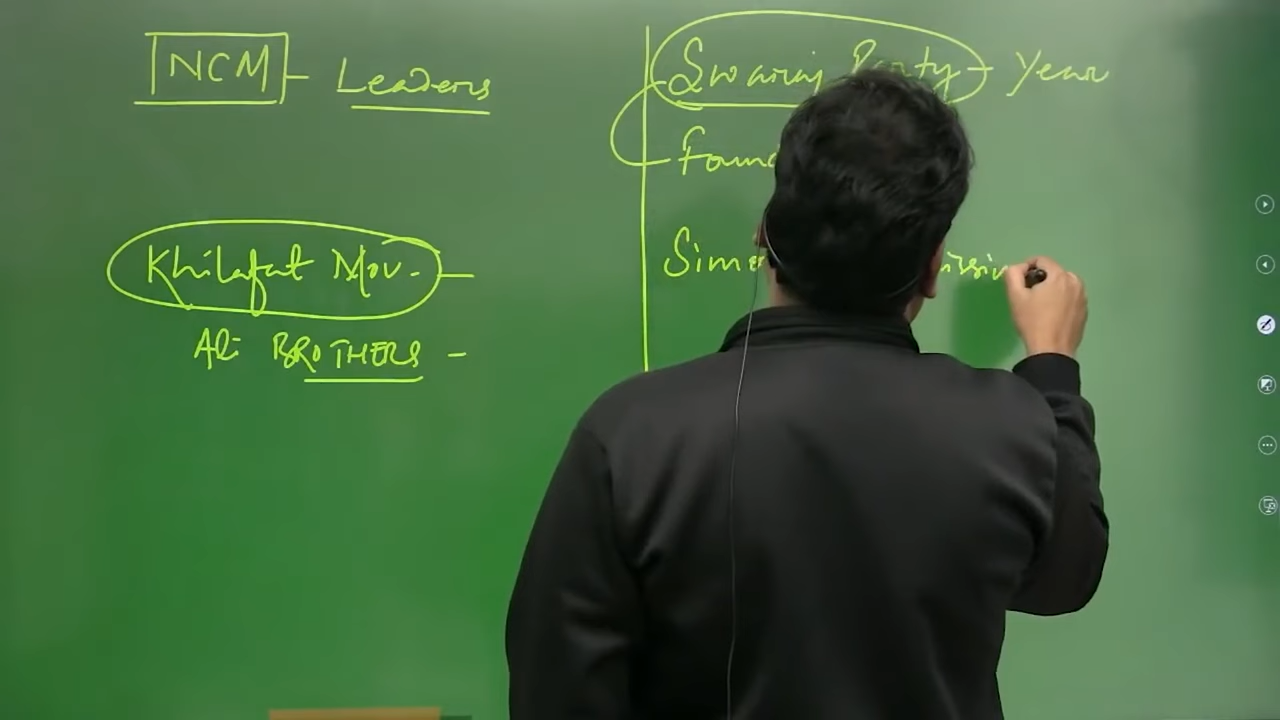 NCM - Leaders
Khilafat Mov. -
Ali BROTHERS -
Swaraj Party - Year